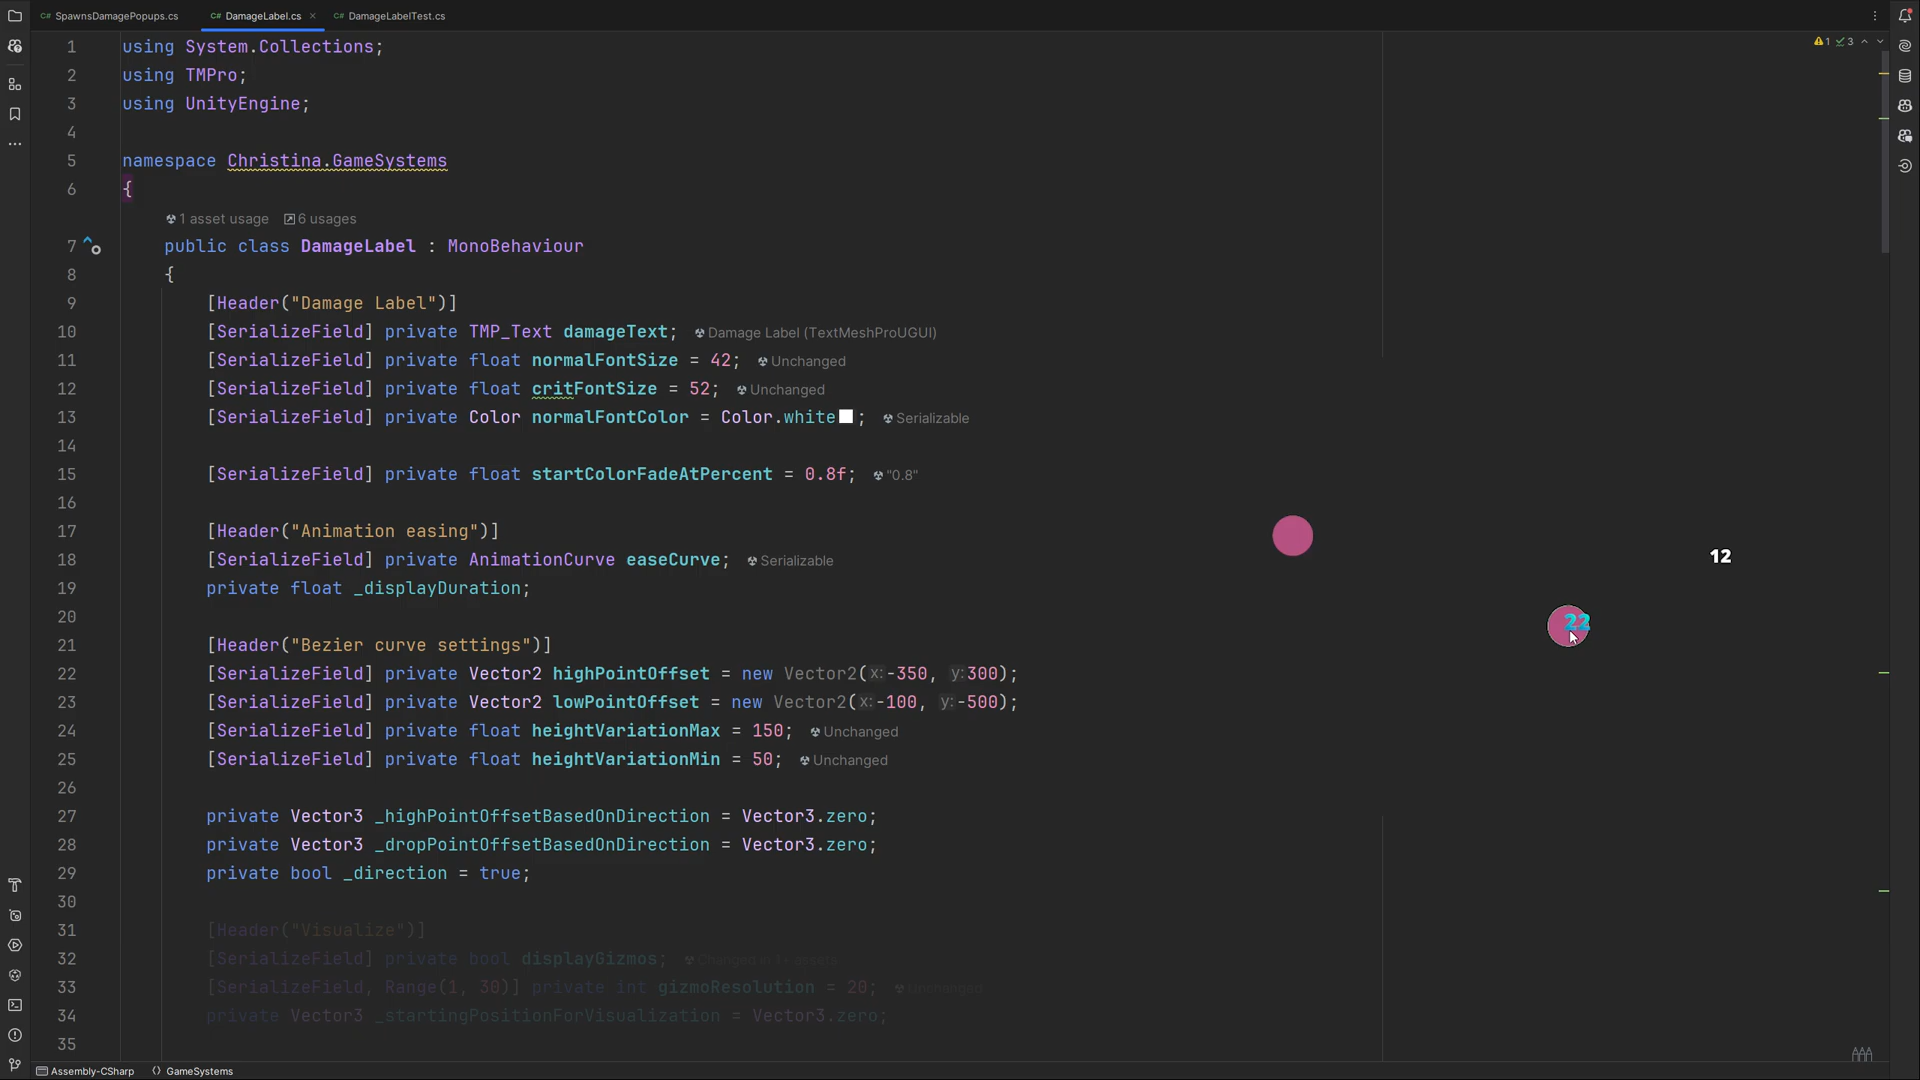 SpawnsDamagePopups.cs
DamageLabel.cs
DamageLabelTest.cs
1 3
1 using System.Collections;
2 using TMPro;
3 using UnityEngine;
4
5 namespace Christina.GameSystems
6 {
1 asset usage 6 usages
7 public class DamageLabel : MonoBehaviour
8 {
9 [Header("Damage Label")]
10 [SerializeField] private TMP_Text damageText; Damage Label (TextMeshProUGUI)
11 [SerializeField] private float normalFontSize = 42; Unchanged
12 [SerializeField] private float critFontSize = 52; Unchanged
13 [SerializeField] private Color normalFontColor = Color.white ; Serializable
14
15 [SerializeField] private float startColorFadeAtPercent = 0.8f; "0.8"
16
17 [Header("Animation easing")]
18 [SerializeField] private AnimationCurve easeCurve; Serializable
19 private float _displayDuration;
20
21 [Header("Bezier curve settings")]
22 [SerializeField] private Vector2 highPointOffset = new Vector2(x:-350, y:300);
23 [SerializeField] private Vector2 lowPointOffset = new Vector2(x:-100, y:-500);
24 [SerializeField] private float heightVariationMax = 150; Unchanged
25 [SerializeField] private float heightVariationMin = 50; Unchanged
26
27 private Vector3 _highPointOffsetBasedOnDirection = Vector3.zero;
28 private Vector3 _dropPointOffsetBasedOnDirection = Vector3.zero;
29 private bool _direction = true;
30
31 [Header("Visualize")]
32 [SerializeField] private bool displayGizmos; Changed in 1+ assets
33 [SerializeField, Range(1, 30)] private int gizmoResolution = 20; Unchanged
34 private Vector3 _startingPositionForVisualization = Vector3.zero;
35
12
22
Assembly-CSharp
GameSystems